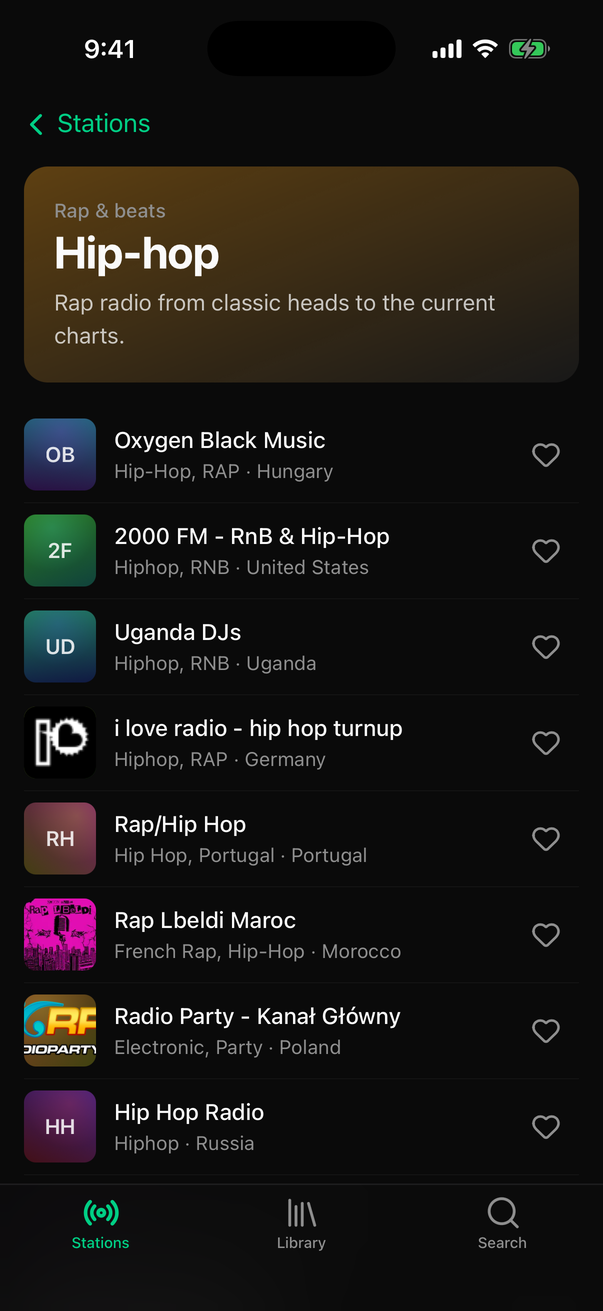 9:41
Stations
Rap & beats
Hip-hop
Rap radio from classic heads to the current
charts.
OB
Oxygen Black Music
Hip-Hop, RAP · Hungary
2F
2000 FM - RnB & Hip-Hop
Hiphop, RNB · United States
UD
Uganda DJs
Hiphop, RNB · Uganda
i love radio - hip hop turnup
Hiphop, RAP · Germany
RH
Rap/Hip Hop
Hip Hop, Portugal · Portugal
Rap LBeldi
Rap Lbeldi Maroc
French Rap, Hip-Hop · Morocco
RP
DIOPARTY
Radio Party - Kanał Główny
Electronic, Party · Poland
HH
Hip Hop Radio
Hiphop · Russia
Stations
Library
Search